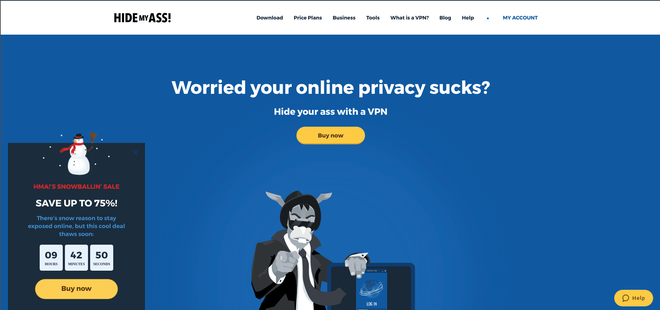 HIDE MY ASS!
Download Price Plans Business Tools What is a VPN? Blog Help MY ACCOUNT
Worried your online privacy sucks?
Hide your ass with a VPN
Buy now
HMA!'S SNOWBALLIN' SALE
SAVE UP TO 75%!
There's snow reason to stay
exposed online, but this cool deal
thaws soon:
09 42 50
HOURS MINUTES SECONDS
Buy now
LOG IN
Help